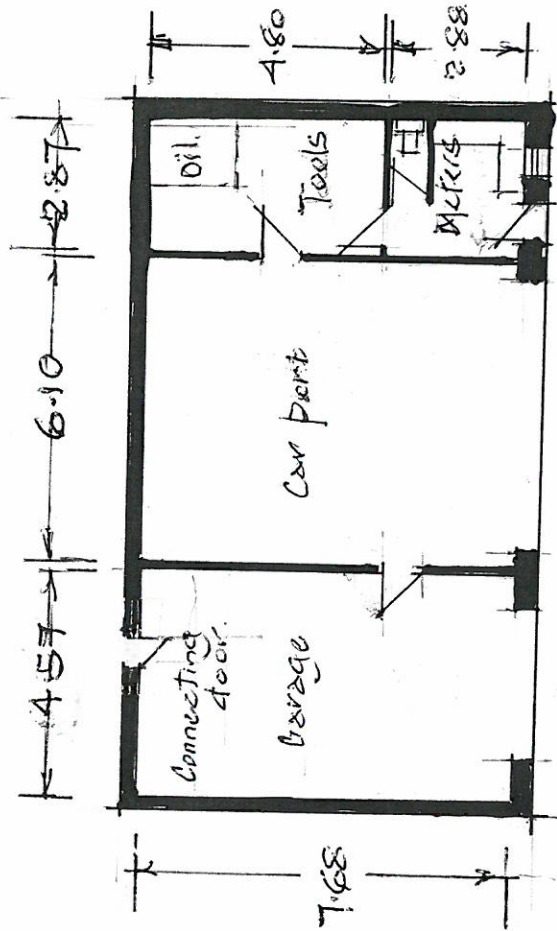 4.57
6.10
2.87
Connecting
door.
Garage
Car port
Oil.
Tools
Meters
7.68
4.80
2.88